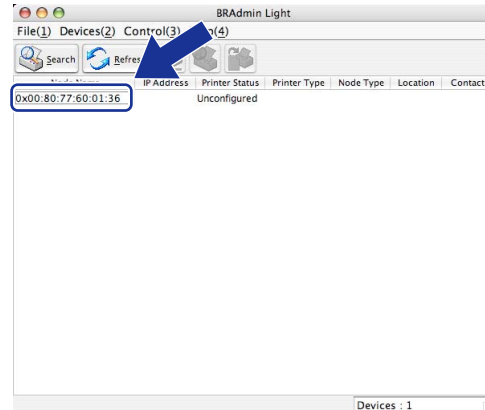 BRAdmin Light
File(1) Devices(2) Control(3) (4)
Search
IP Address Printer Status Printer Type Node Type Location Contact
0x00:80:77:60:01:36 Unconfigured
Devices : 1